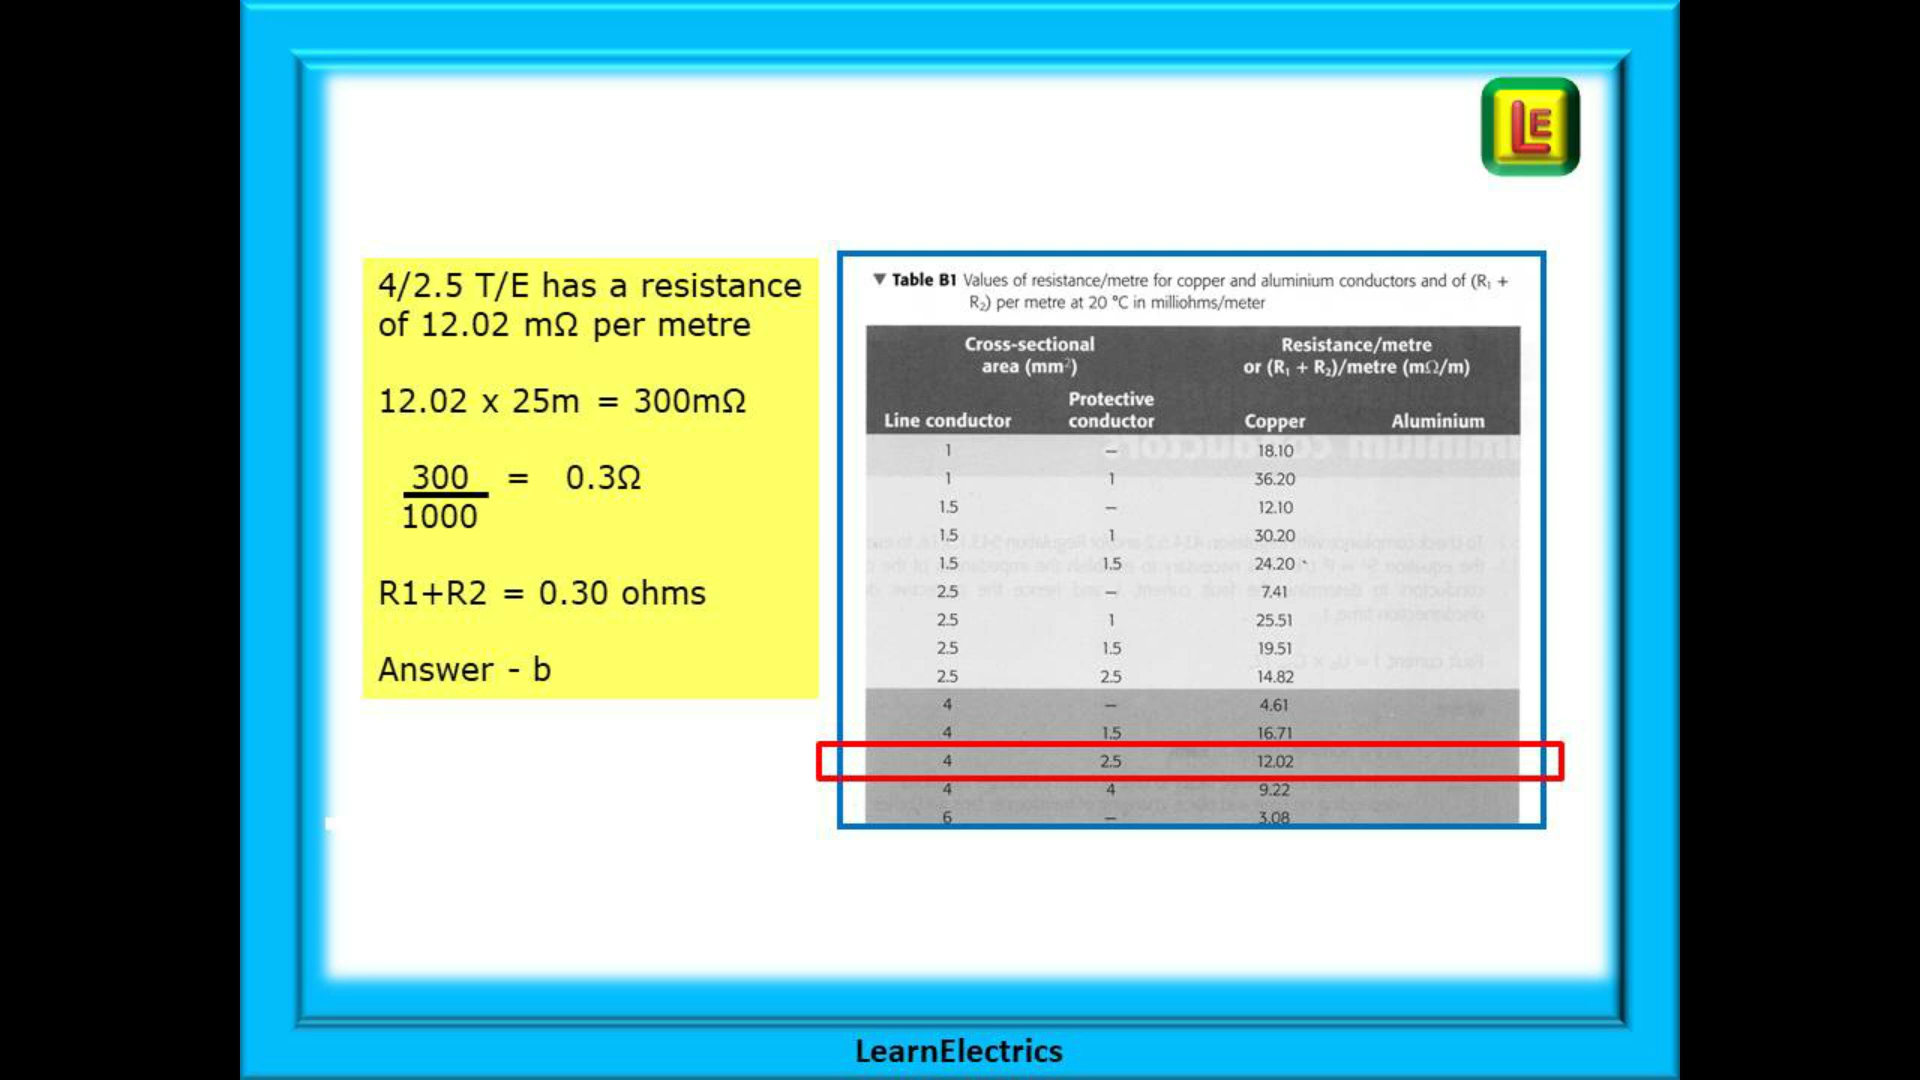 LE
4/2.5 T/E has a resistance
of 12.02 mΩ per metre
12.02 x 25m = 300mΩ
300 = 0.3Ω
1000
R1+R2 = 0.30 ohms
Answer - b
▼ Table B1 Values of resistance/metre for copper and aluminium conductors and of (R₁ +
R₂) per metre at 20 °C in milliohms/meter
Cross-sectional Resistance/metre
area (mm²) or (R₁ + R₂)/metre (mΩ/m)
Protective
Line conductor conductor Copper Aluminium
1 – 18.10
1 1 36.20
1.5 – 12.10
1.5 1 30.20
1.5 1.5 24.20
2.5 – 7.41
2.5 1 25.51
2.5 1.5 19.51
2.5 2.5 14.82
4 – 4.61
4 1.5 16.71
4 2.5 12.02
4 4 9.22
6 – 3.08
LearnElectrics